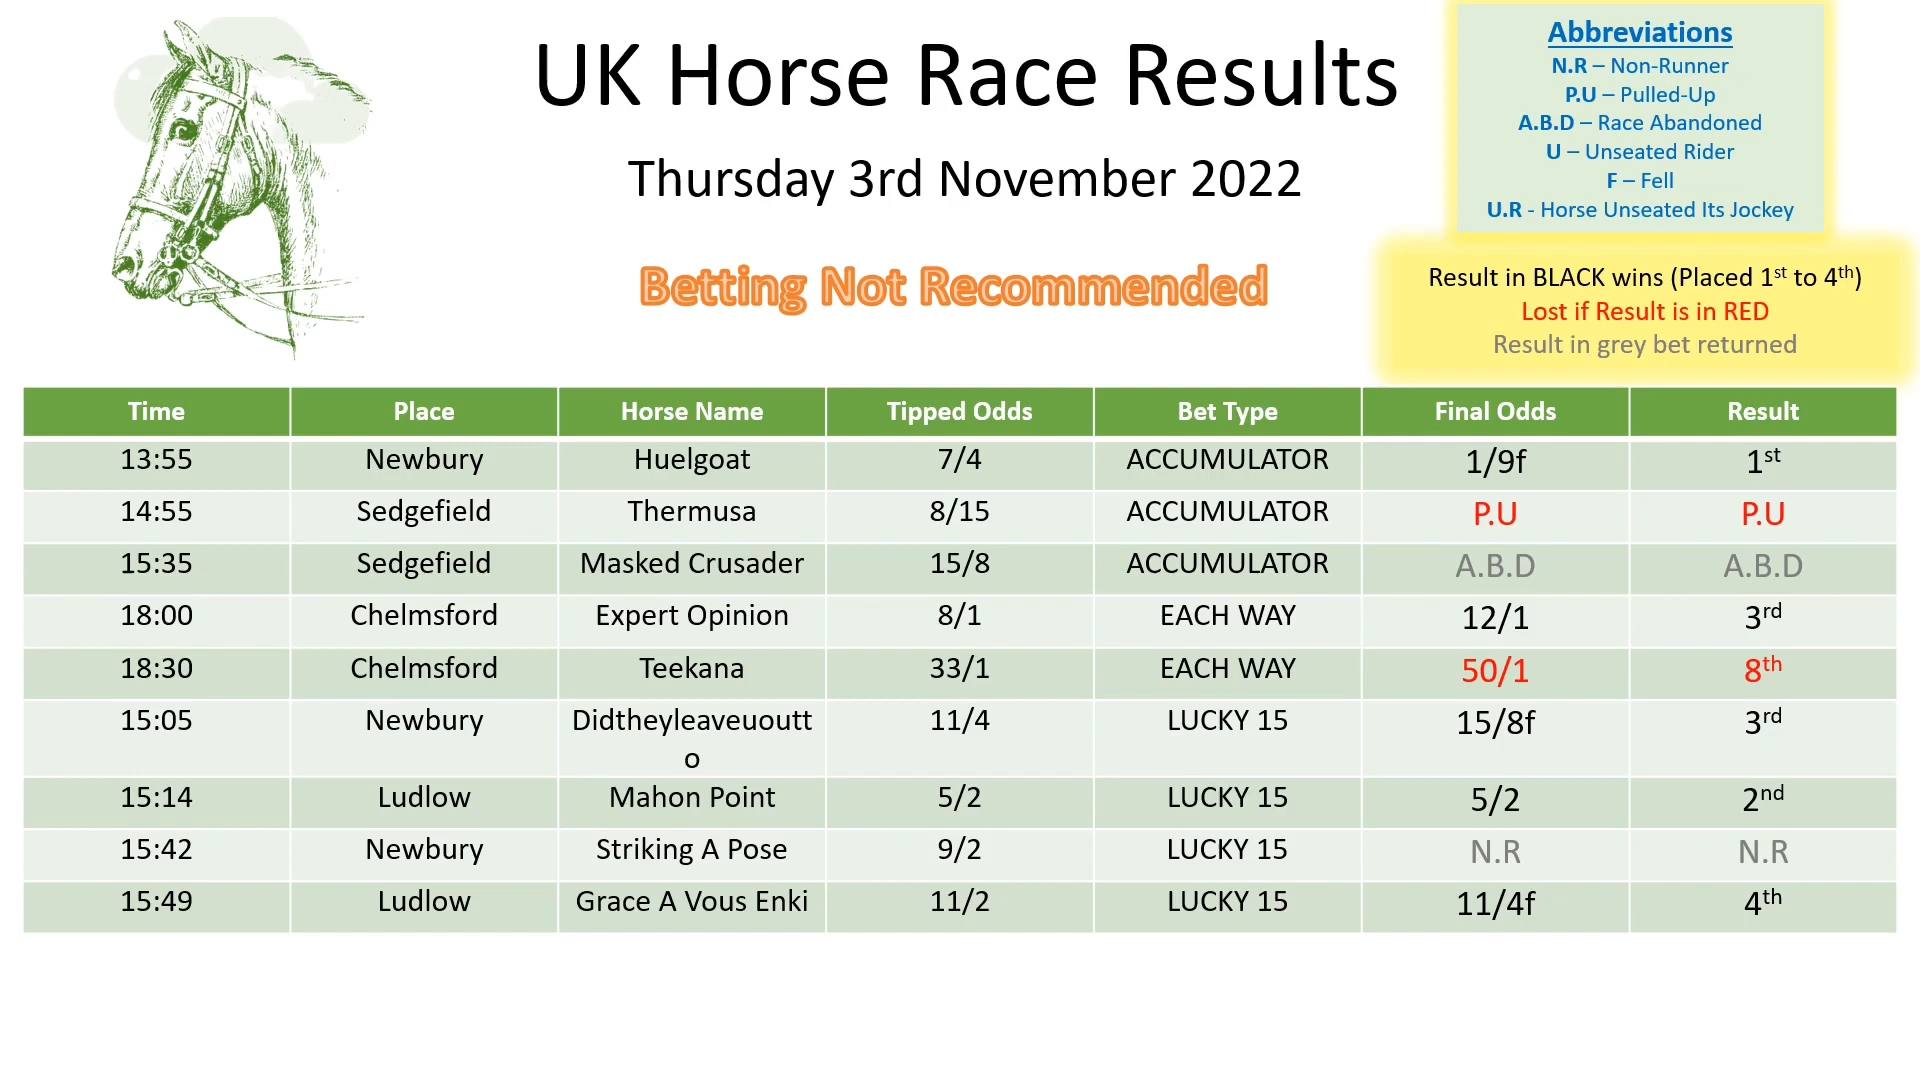 UK Horse Race Results
Thursday 3rd November 2022
Betting Not Recommended
Abbreviations
N.R – Non-Runner
P.U – Pulled-Up
A.B.D – Race Abandoned
U – Unseated Rider
F – Fell
U.R - Horse Unseated Its Jockey
Result in BLACK wins (Placed 1st to 4th)
Lost if Result is in RED
Result in grey bet returned
Time Place Horse Name Tipped Odds Bet Type Final Odds Result
13:55 Newbury Huelgoat 7/4 ACCUMULATOR 1/9f 1st
14:55 Sedgefield Thermusa 8/15 ACCUMULATOR P.U P.U
15:35 Sedgefield Masked Crusader 15/8 ACCUMULATOR A.B.D A.B.D
18:00 Chelmsford Expert Opinion 8/1 EACH WAY 12/1 3rd
18:30 Chelmsford Teekana 33/1 EACH WAY 50/1 8th
15:05 Newbury Didtheyleaveuoutt 11/4 LUCKY 15 15/8f 3rd
o
15:14 Ludlow Mahon Point 5/2 LUCKY 15 5/2 2nd
15:42 Newbury Striking A Pose 9/2 LUCKY 15 N.R N.R
15:49 Ludlow Grace A Vous Enki 11/2 LUCKY 15 11/4f 4th